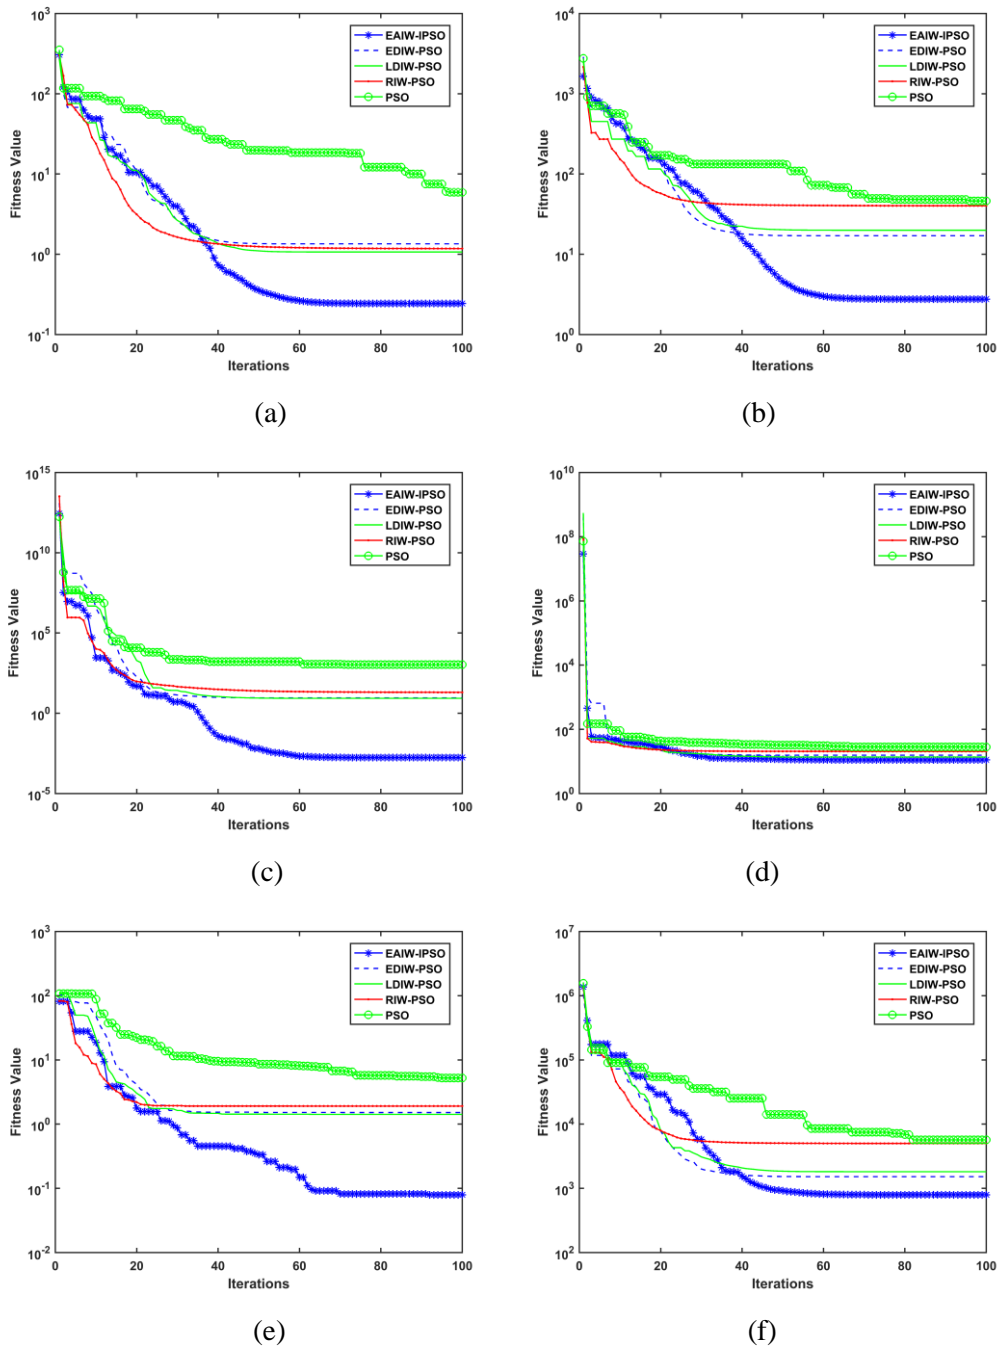 10^3
10^2
10^1
10^0
10^-1
Fitness Value
0 20 40 60 80 100
Iterations
EAIW-IPSO
EDIW-PSO
LDIW-PSO
RIW-PSO
PSO
(a)
10^4
10^3
10^2
10^1
10^0
Fitness Value
0 20 40 60 80 100
Iterations
EAIW-IPSO
EDIW-PSO
LDIW-PSO
RIW-PSO
PSO
(b)
10^15
10^10
10^5
10^0
10^-5
Fitness Value
0 20 40 60 80 100
Iterations
EAIW-IPSO
EDIW-PSO
LDIW-PSO
RIW-PSO
PSO
(c)
10^10
10^8
10^6
10^4
10^2
10^0
Fitness Value
0 20 40 60 80 100
Iterations
EAIW-IPSO
EDIW-PSO
LDIW-PSO
RIW-PSO
PSO
(d)
10^3
10^2
10^1
10^0
10^-1
10^-2
Fitness Value
0 20 40 60 80 100
Iterations
EAIW-IPSO
EDIW-PSO
LDIW-PSO
RIW-PSO
PSO
(e)
10^7
10^6
10^5
10^4
10^3
10^2
Fitness Value
0 20 40 60 80 100
Iterations
EAIW-IPSO
EDIW-PSO
LDIW-PSO
RIW-PSO
PSO
(f)